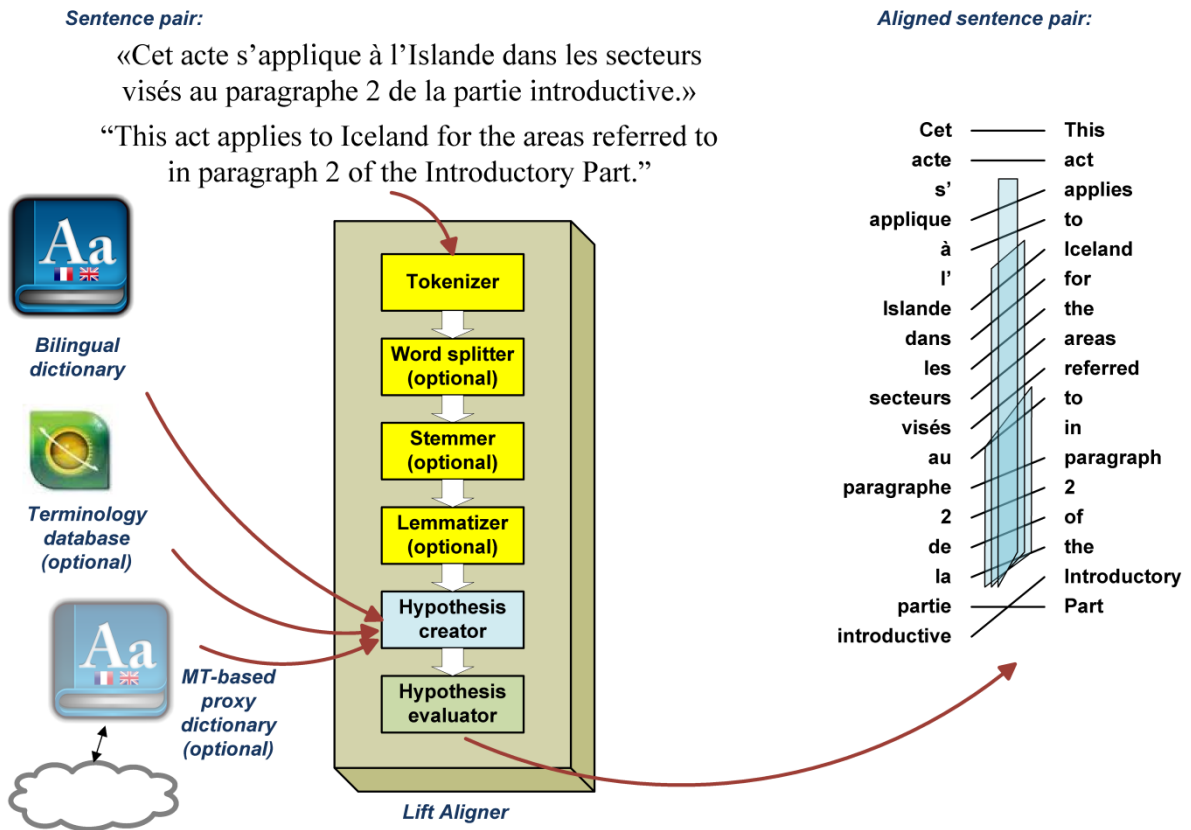 Sentence pair:
«Cet acte s’applique à l’Islande dans les secteurs
visés au paragraphe 2 de la partie introductive.»
“This act applies to Iceland for the areas referred to
in paragraph 2 of the Introductory Part.”
Aa
Bilingual
dictionary
Terminology
database
(optional)
Aa
MT-based
proxy
dictionary
(optional)
Tokenizer
Word splitter
(optional)
Stemmer
(optional)
Lemmatizer
(optional)
Hypothesis
creator
Hypothesis
evaluator
Lift Aligner
Aligned sentence pair:
Cet This
acte act
s’ applies
applique to
à Iceland
l’ for
Islande the
dans areas
les referred
secteurs to
visés in
au paragraph
paragraphe 2
2 of
de the
la Introductory
partie Part
introductive